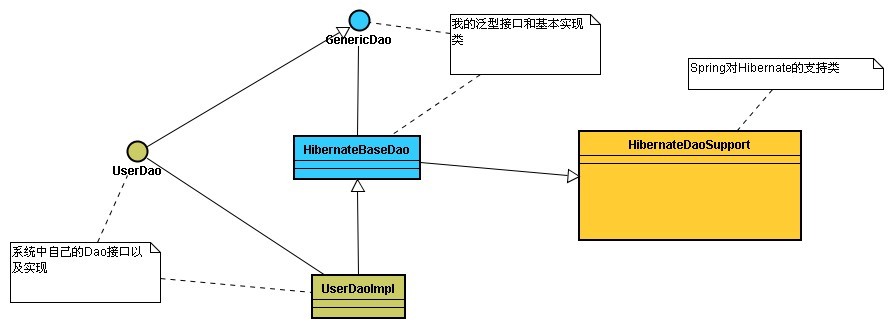 GenericDao
我的泛型接口和基本实现
类
Spring对Hibernate的支持类
HibernateBaseDao
HibernateDaoSupport
UserDao
系统中自己的Dao接口以
及实现
UserDaoImpl